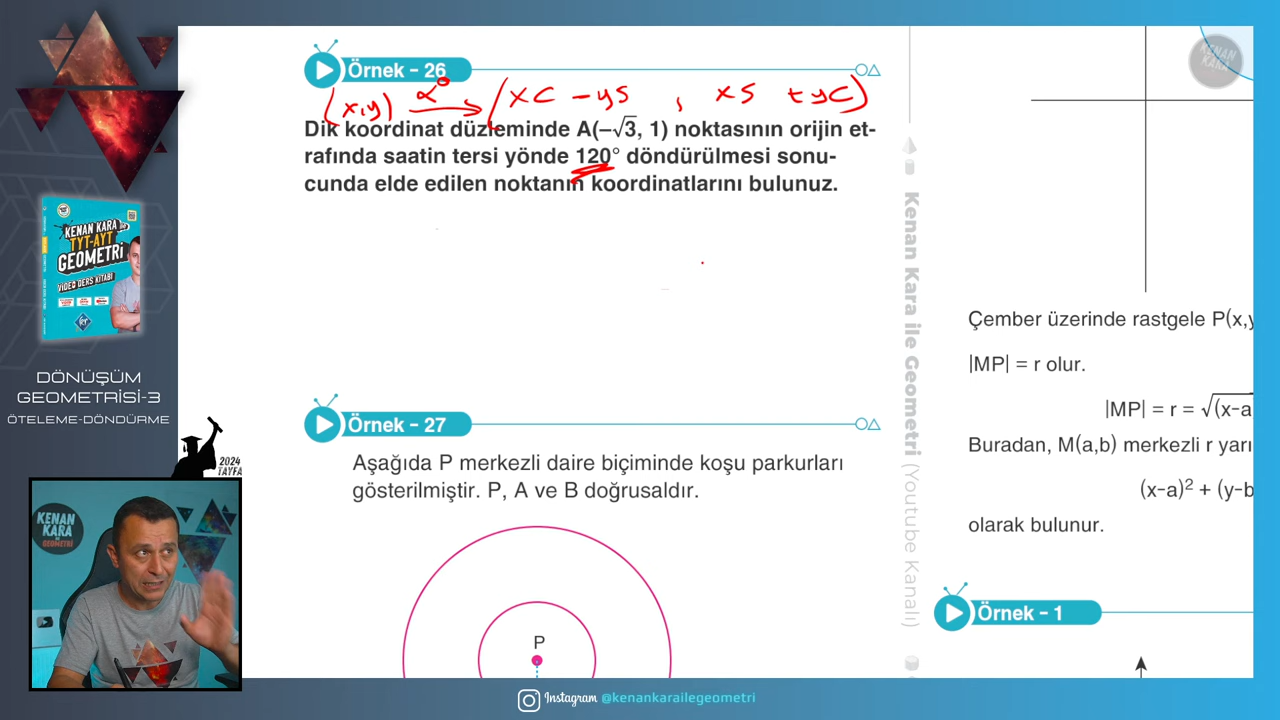 Örnek - 26
(x,y) α° → (xC - yS , xS + yC)
Dik koordinat düzleminde A(–√3, 1) noktasının orijin et-
rafında saatin tersi yönde 120° döndürülmesi sonu-
cunda elde edilen noktanın koordinatlarını bulunuz.
Örnek - 27
Aşağıda P merkezli daire biçiminde koşu parkurları
gösterilmiştir. P, A ve B doğrusaldır.
P
Kenan Kara ile Geometri (Youtube Kanalı)
KENAN
KARA
Çember üzerinde rastgele P(x,y
|MP| = r olur.
|MP| = r = √(x–a
Buradan, M(a,b) merkezli r yarı
(x–a)² + (y–b
olarak bulunur.
Örnek - 1
KENAN KARA
TYT-AYT
GEOMETRİ
VİDEO DERS KİTABI
DÖNÜŞÜM
GEOMETRİSİ-3
ÖTELEME-DÖNDÜRME
2024
TAYFA
KENAN
KARA
GEOMETRİ
Instagram @kenankarailegeometri